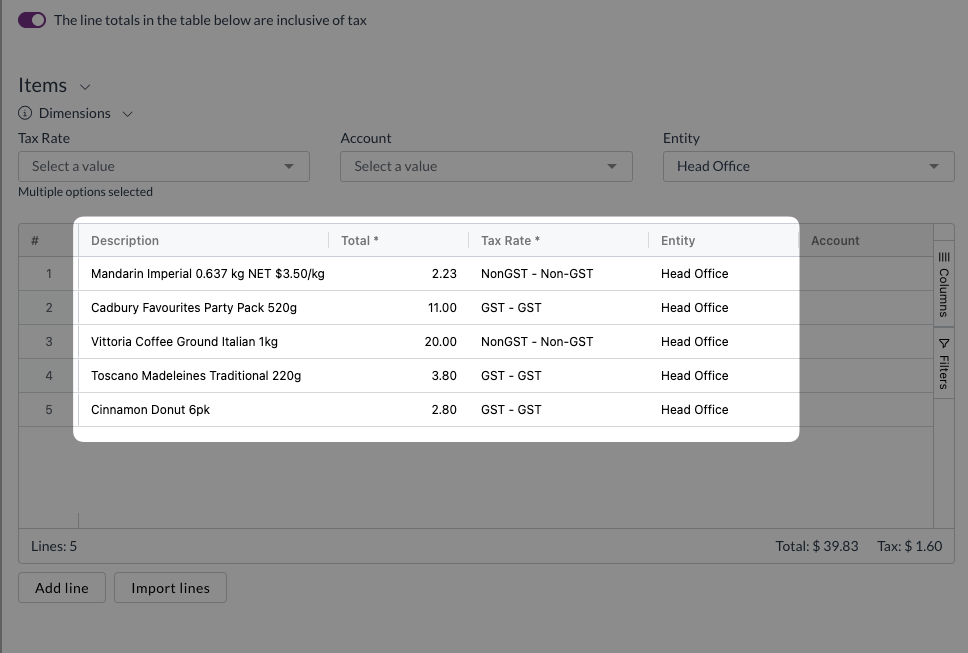 The line totals in the table below are inclusive of tax
Items
Dimensions
Tax Rate Account Entity
Select a value Select a value Head Office
Multiple options selected
# Description Total * Tax Rate * Entity Account
1 Mandarin Imperial 0.637 kg NET $3.50/kg 2.23 NonGST - Non-GST Head Office
2 Cadbury Favourites Party Pack 520g 11.00 GST - GST Head Office
3 Vittoria Coffee Ground Italian 1kg 20.00 NonGST - Non-GST Head Office
4 Toscano Madeleines Traditional 220g 3.80 GST - GST Head Office
5 Cinnamon Donut 6pk 2.80 GST - GST Head Office
Columns
Filters
Lines: 5 Total: $ 39.83 Tax: $ 1.60
Add line Import lines